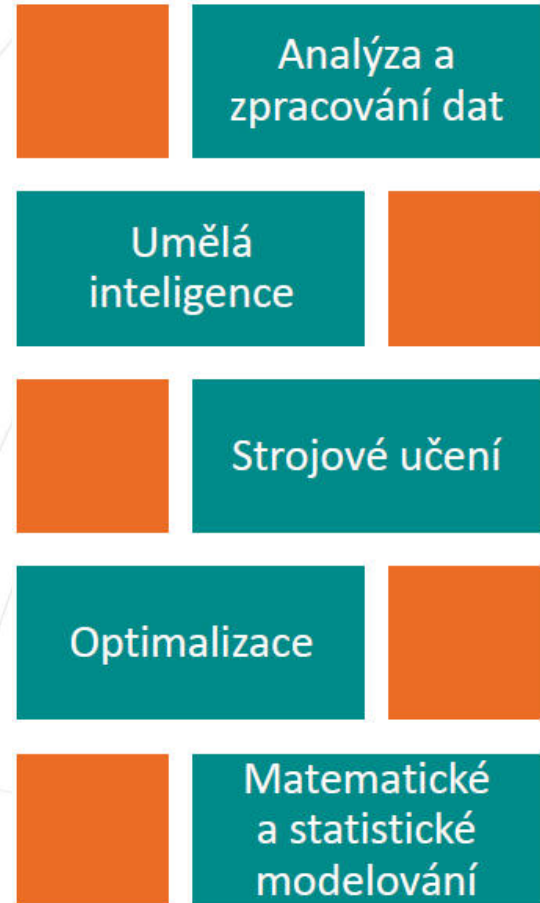 Analýza a
zpracování dat
Umělá
inteligence
Strojové učení
Optimalizace
Matematické
a statistické
modelování